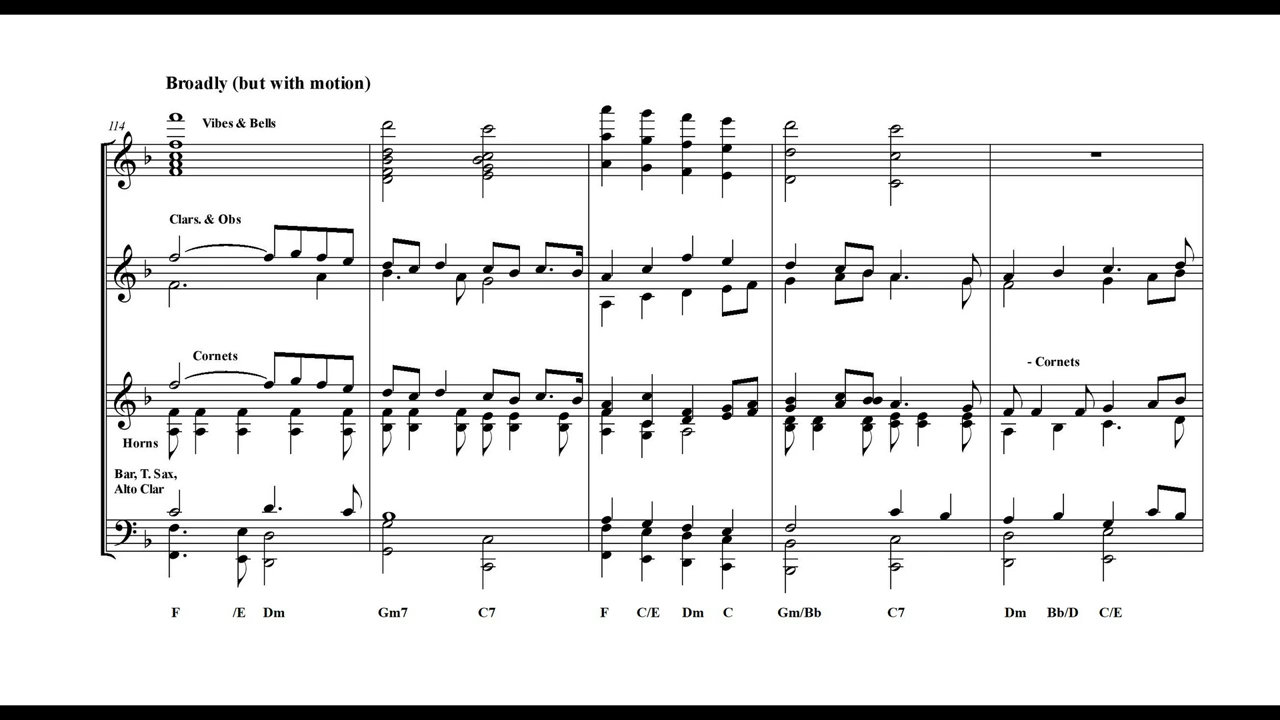 Broadly (but with motion)
114
Vibes & Bells
Clars. & Obs
Cornets
- Cornets
Horns
Bar, T. Sax,
Alto Clar
F /E Dm Gm7 C7 F C/E Dm C Gm/Bb C7 Dm Bb/D C/E